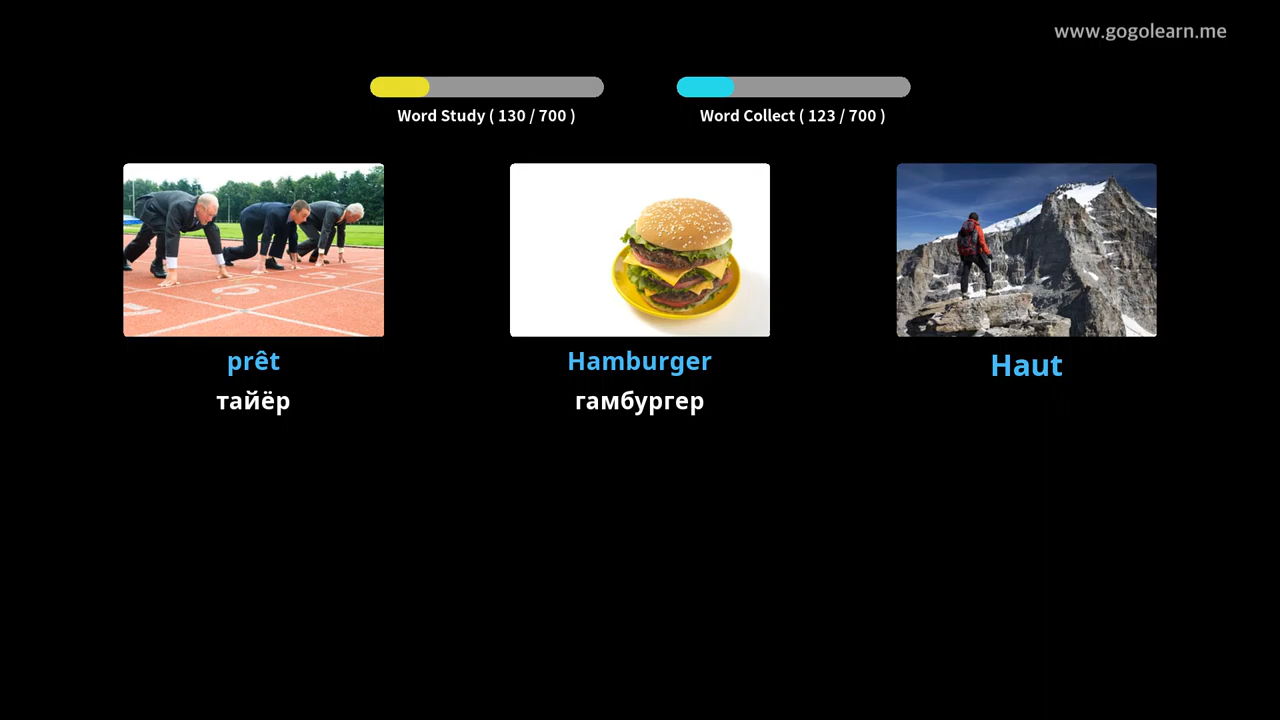 www.gogolearn.me
Word Study ( 130 / 700 )
Word Collect ( 123 / 700 )
prêt
тайёр
Hamburger
гамбургер
Haut